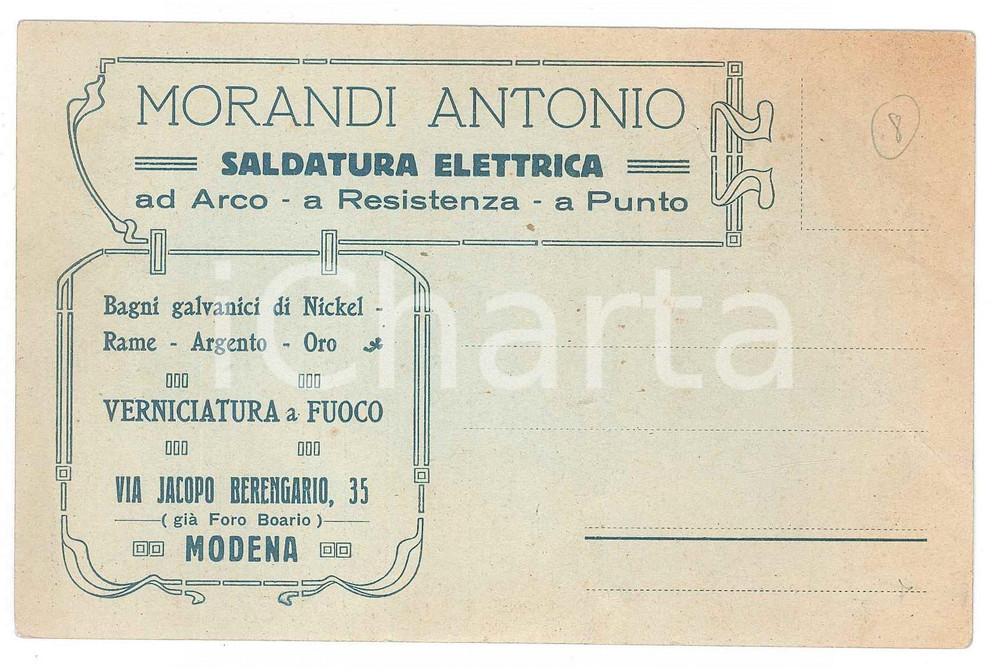 MORANDI ANTONIO
SALDATURA ELETTRICA
ad Arco - a Resistenza - a Punto
8
Bagni galvanici di Nickel -
Rame - Argento - Oro
VERNICIATURA a FUOCO
VIA JACOPO BERENGARIO, 35
( già Foro Boario )
MODENA
iCharta